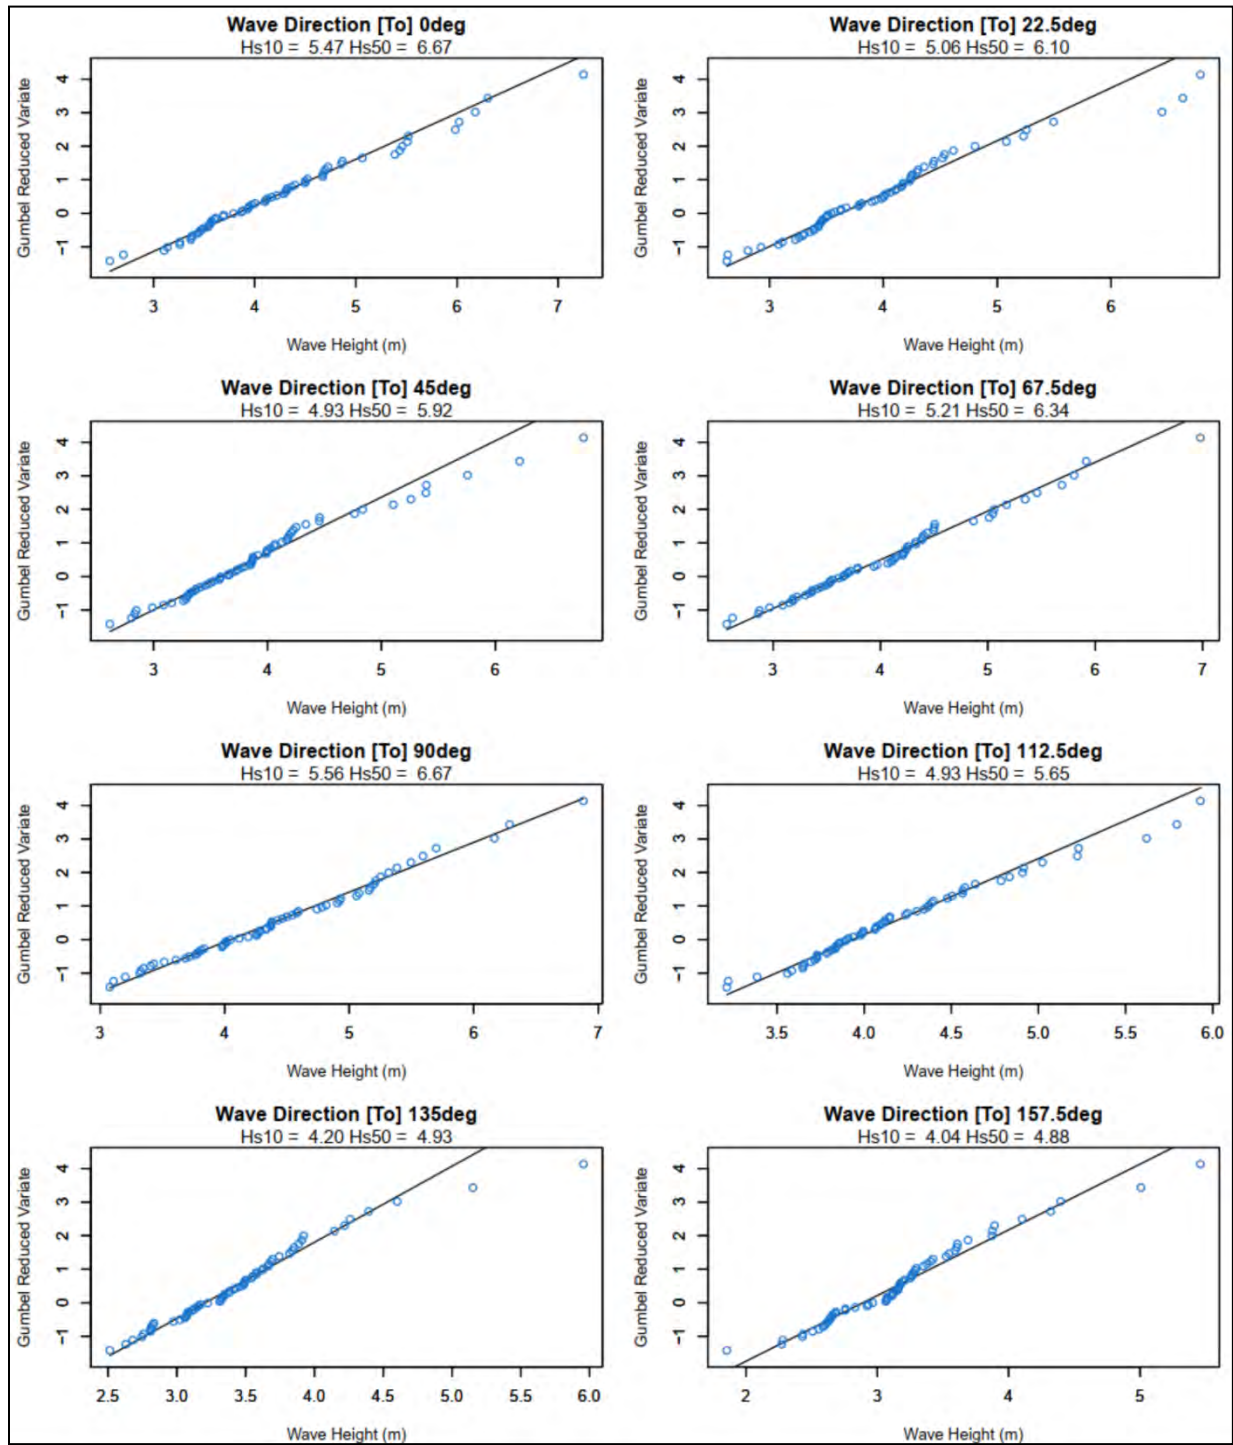 Wave Direction [To] 0deg
Hs10 = 5.47 Hs50 = 6.67
Gumbel Reduced Variate
4
3
2
1
0
-1
3 4 5 6 7
Wave Height (m)
Wave Direction [To] 22.5deg
Hs10 = 5.06 Hs50 = 6.10
Gumbel Reduced Variate
4
3
2
1
0
-1
3 4 5 6
Wave Height (m)
Wave Direction [To] 45deg
Hs10 = 4.93 Hs50 = 5.92
Gumbel Reduced Variate
4
3
2
1
0
-1
3 4 5 6
Wave Height (m)
Wave Direction [To] 67.5deg
Hs10 = 5.21 Hs50 = 6.34
Gumbel Reduced Variate
4
3
2
1
0
-1
3 4 5 6 7
Wave Height (m)
Wave Direction [To] 90deg
Hs10 = 5.56 Hs50 = 6.67
Gumbel Reduced Variate
4
3
2
1
0
-1
3 4 5 6 7
Wave Height (m)
Wave Direction [To] 112.5deg
Hs10 = 4.93 Hs50 = 5.65
Gumbel Reduced Variate
4
3
2
1
0
-1
3.5 4.0 4.5 5.0 5.5 6.0
Wave Height (m)
Wave Direction [To] 135deg
Hs10 = 4.20 Hs50 = 4.93
Gumbel Reduced Variate
4
3
2
1
0
-1
2.5 3.0 3.5 4.0 4.5 5.0 5.5 6.0
Wave Height (m)
Wave Direction [To] 157.5deg
Hs10 = 4.04 Hs50 = 4.88
Gumbel Reduced Variate
4
3
2
1
0
-1
2 3 4 5
Wave Height (m)